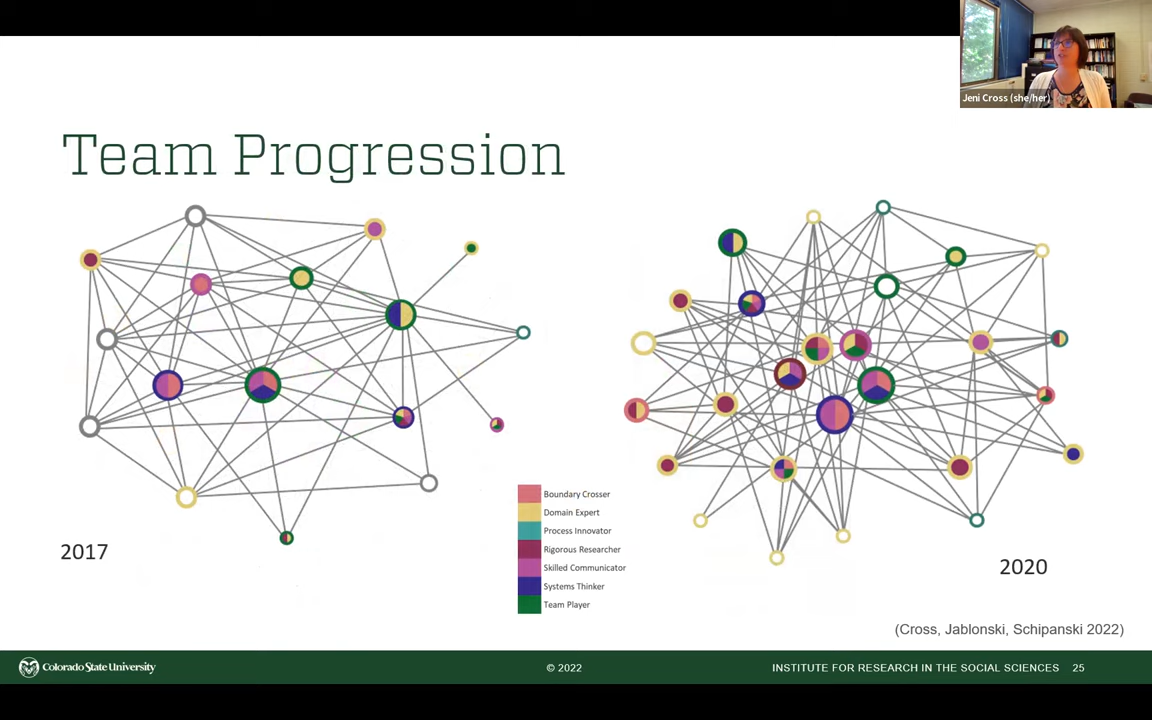 Jeni Cross (she/her)
Team Progression
2017
Boundary Crosser
Domain Expert
Process Innovator
Rigorous Researcher
Skilled Communicator
Systems Thinker
Team Player
2020
(Cross, Jablonski, Schipanski 2022)
Colorado State University
© 2022
INSTITUTE FOR RESEARCH IN THE SOCIAL SCIENCES 25